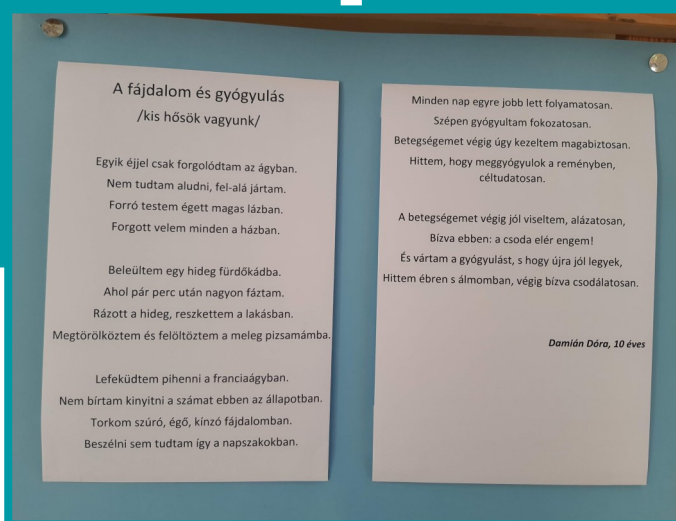 A fájdalom és gyógyulás
/kis hősök vagyunk/
Egyik éjjel csak forgolódtam az ágyban.
Nem tudtam aludni, fel-alá jártam.
Forró testem égett magas lázban.
Forgott velem minden a házban.
Beleültem egy hideg fürdőkádba.
Ahol pár perc után nagyon fáztam.
Rázott a hideg, reszkettem a lakásban.
Megtörölköztem és felöltöztem a meleg pizsamámba.
Lefeküdtem pihenni a franciaágyban.
Nem bírtam kinyitni a számat ebben az állapotban.
Torkom szúró, égő, kínzó fájdalomban.
Beszélni sem tudtam így a napszakokban.
Minden nap egyre jobb lett folyamatosan.
Szépen gyógyultam fokozatosan.
Betegségemet végig úgy kezeltem magabiztosan.
Hittem, hogy meggyógyulok a reményben,
céltudatosan.
A betegségemet végig jól viseltem, alázatosan,
Bízva ebben: a csoda elér engem!
És vártam a gyógyulást, s hogy újra jól legyek,
Hittem ébren s álmomban, végig bízva csodálatosan.
Damián Dóra, 10 éves